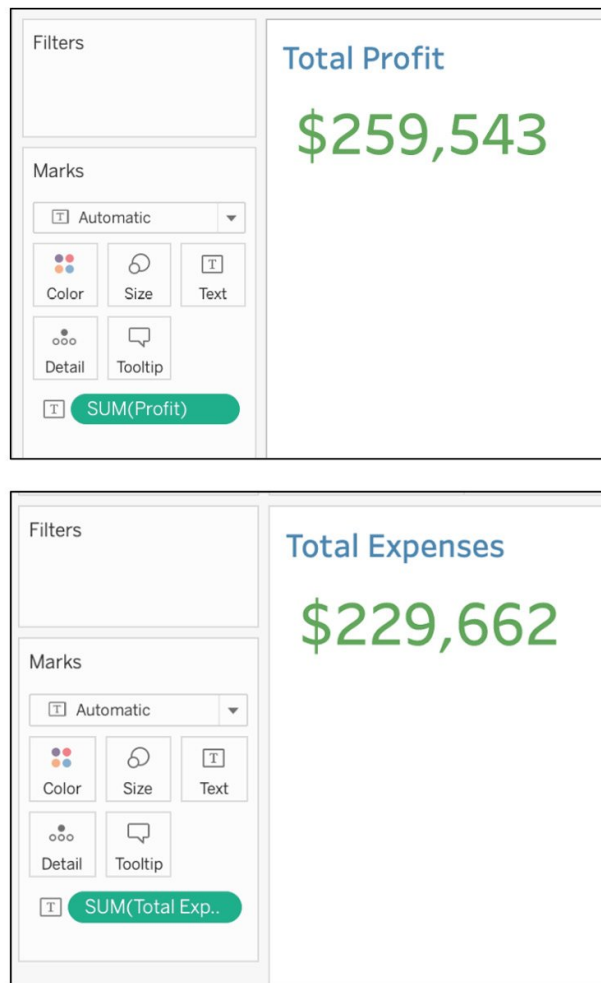 Filters
Total Profit
$259,543
Marks
T Automatic
Color Size T Text
Detail Tooltip
T SUM(Profit)
Filters
Total Expenses
$229,662
Marks
T Automatic
Color Size T Text
Detail Tooltip
T SUM(Total Exp..